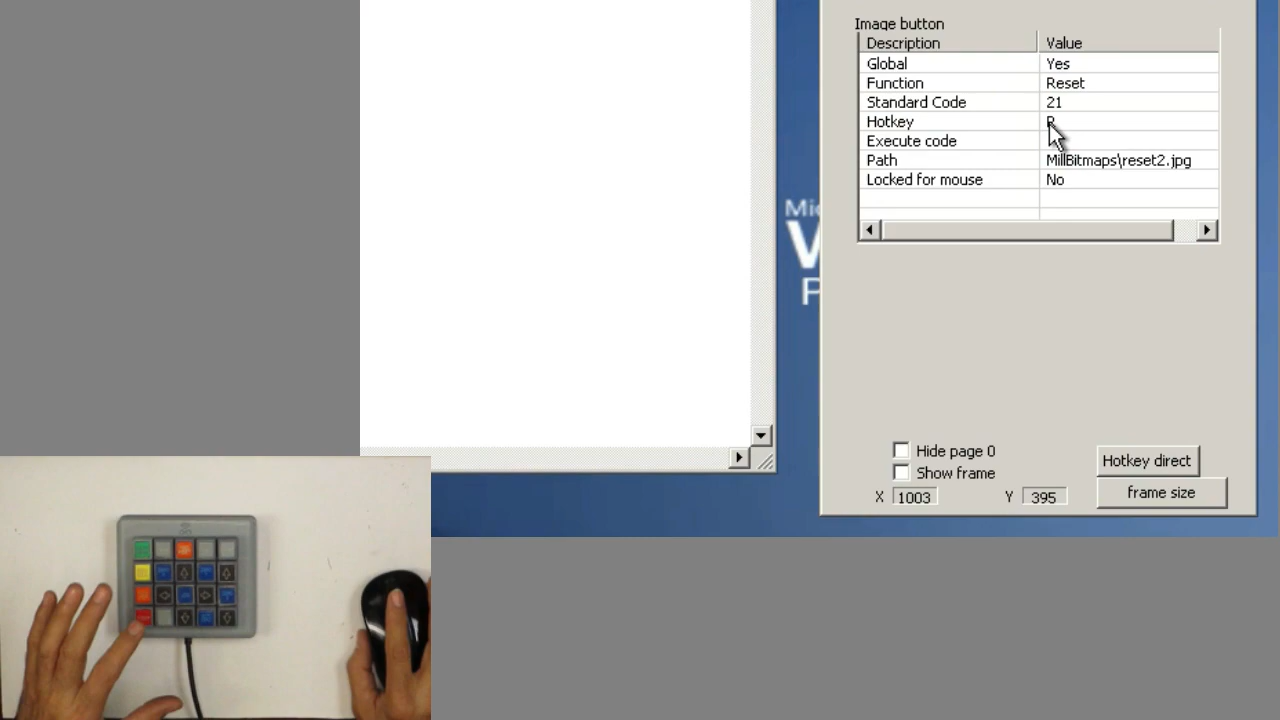 Image button
Description Value
Global Yes
Function Reset
Standard Code 21
Hotkey R
Execute code
Path MillBitmaps\reset2.jpg
Locked for mouse No
Hide page 0
Show frame
Hotkey direct
X 1003 Y 395
frame size